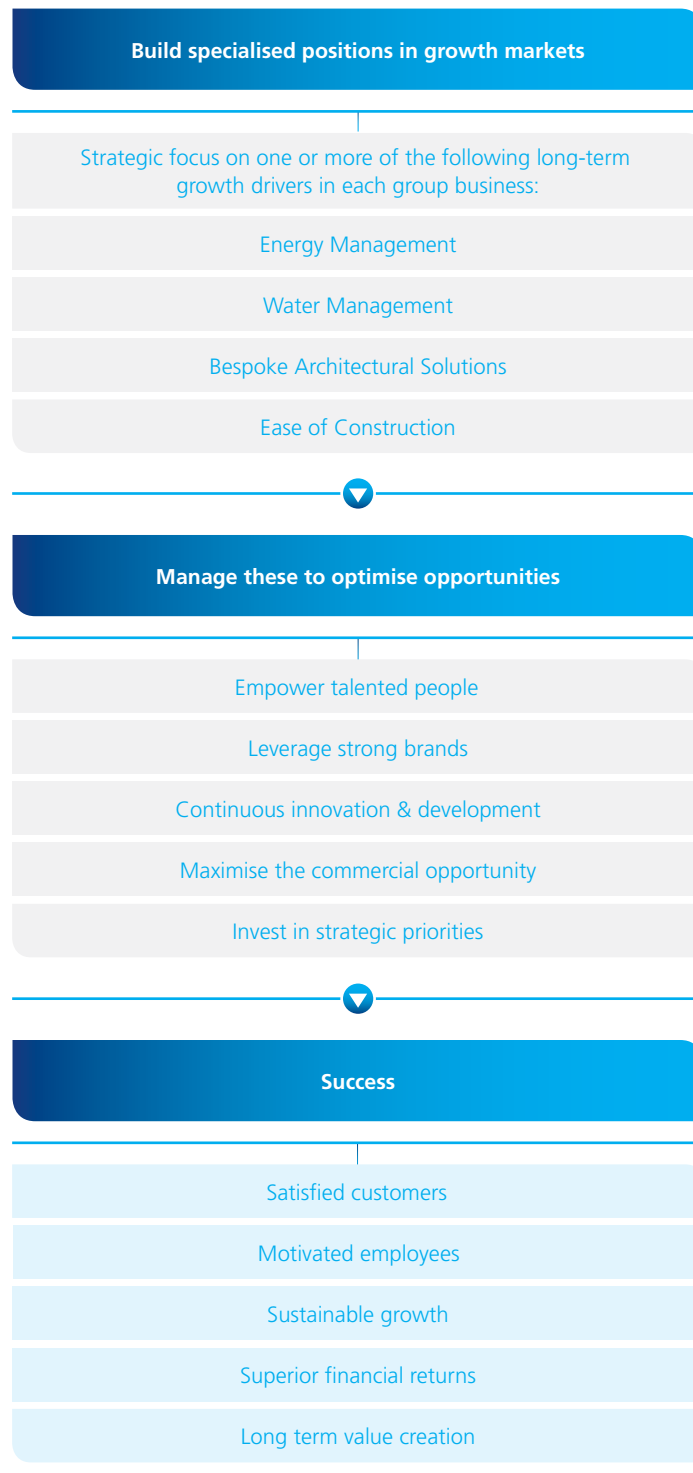 Build specialised positions in growth markets
Strategic focus on one or more of the following long-term
growth drivers in each group business:
Energy Management
Water Management
Bespoke Architectural Solutions
Ease of Construction
Manage these to optimise opportunities
Empower talented people
Leverage strong brands
Continuous innovation & development
Maximise the commercial opportunity
Invest in strategic priorities
Success
Satisfied customers
Motivated employees
Sustainable growth
Superior financial returns
Long term value creation